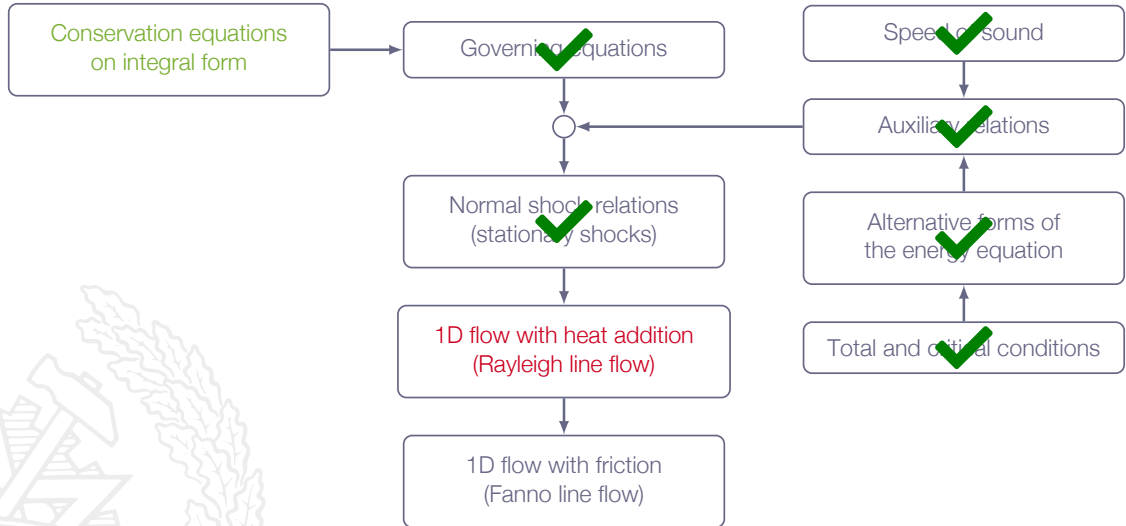 Conservation equations
on integral form
Governing equations
Speed of sound
Auxiliary relations
Normal shock relations
(stationary shocks)
Alternative forms of
the energy equation
1D flow with heat addition
(Rayleigh line flow)
Total and critical conditions
1D flow with friction
(Fanno line flow)